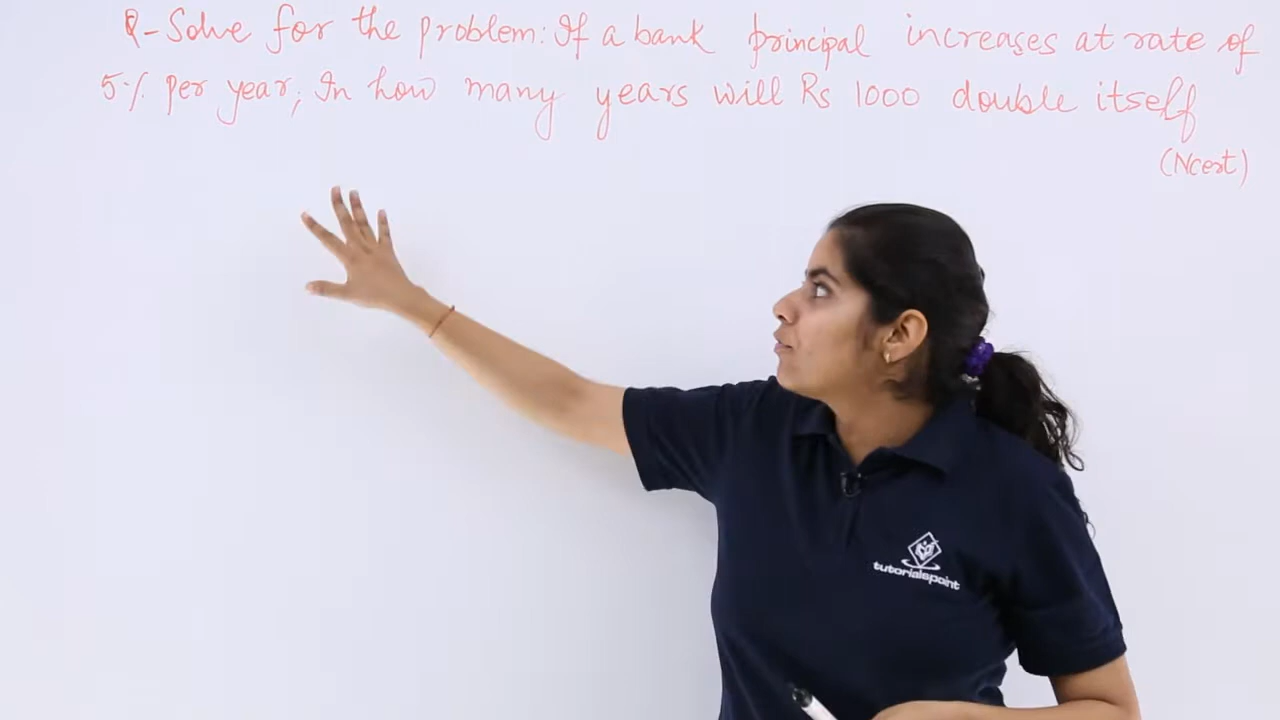 Q-Solve for the problem: If a bank principal increases at rate of
5% per year; In how many years will Rs 1000 double itself
(Ncert)
tutorialspoint